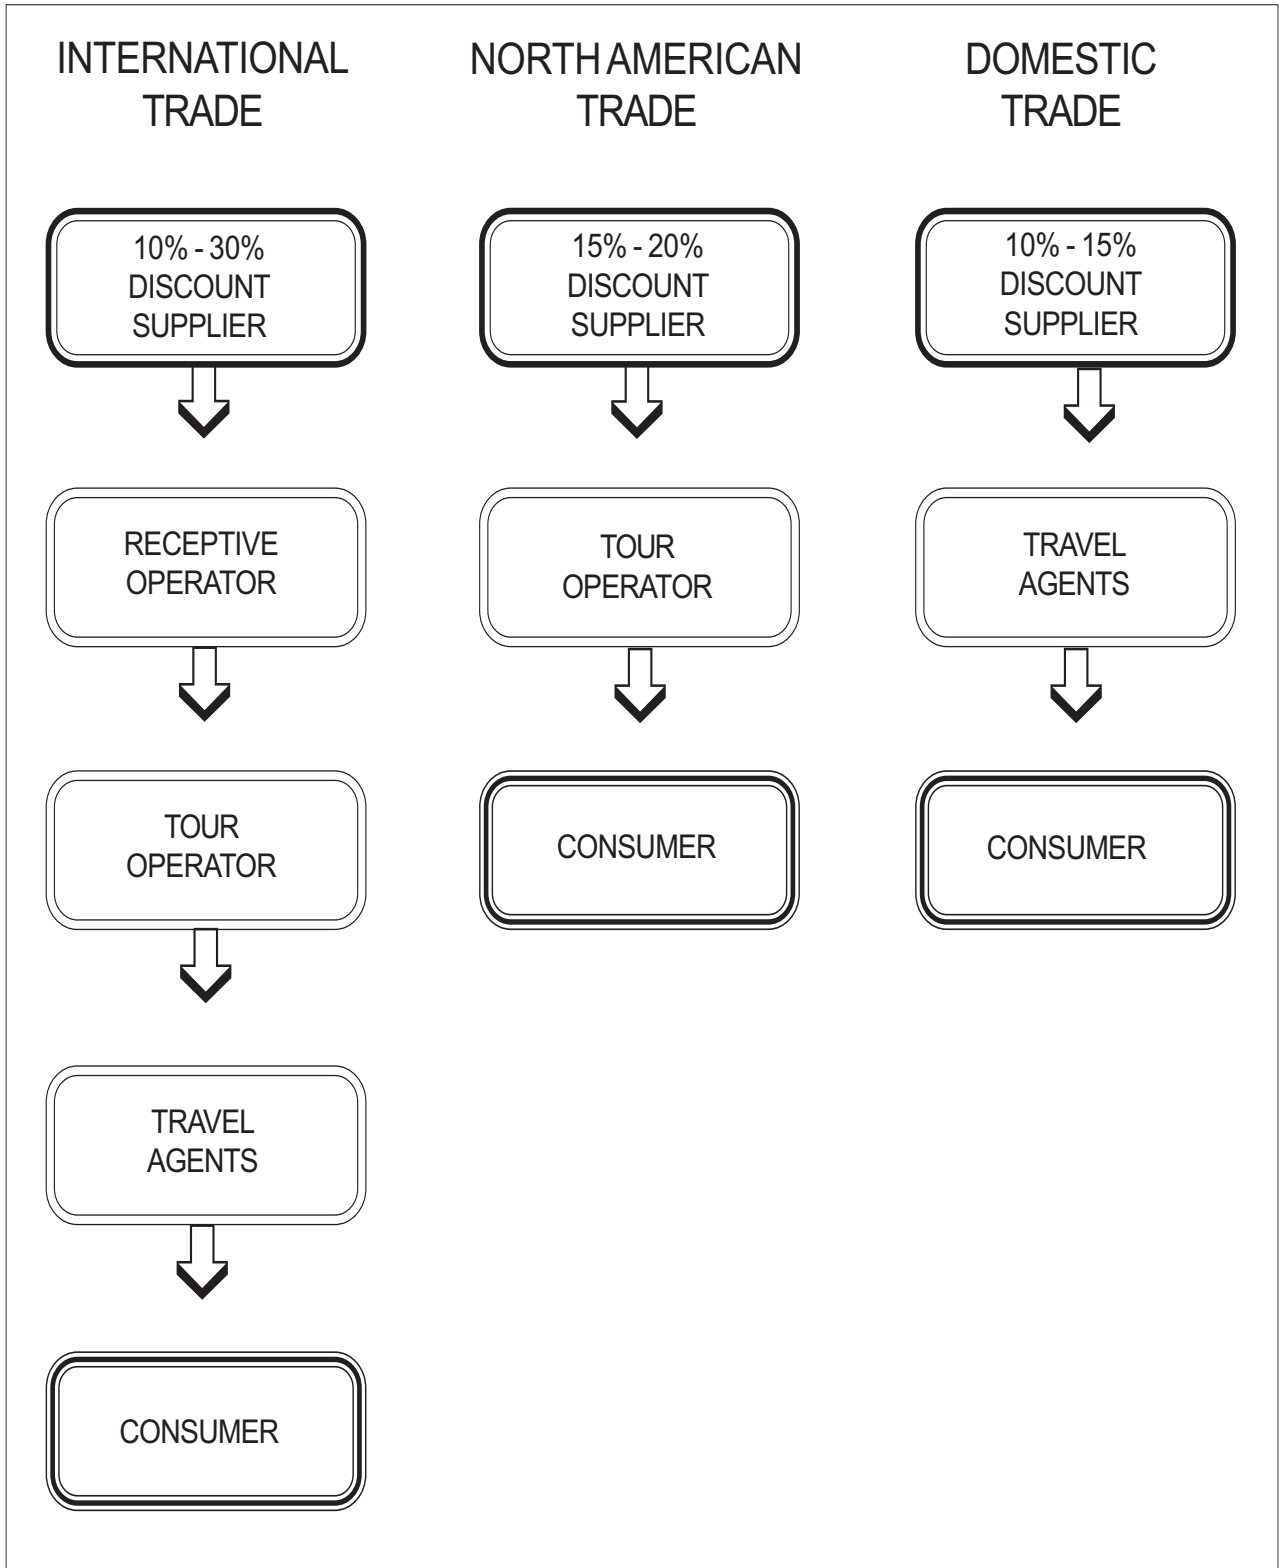 INTERNATIONAL
TRADE
10% - 30%
DISCOUNT
SUPPLIER
RECEPTIVE
OPERATOR
TOUR
OPERATOR
TRAVEL
AGENTS
CONSUMER
NORTH AMERICAN
TRADE
15% - 20%
DISCOUNT
SUPPLIER
TOUR
OPERATOR
CONSUMER
DOMESTIC
TRADE
10% - 15%
DISCOUNT
SUPPLIER
TRAVEL
AGENTS
CONSUMER